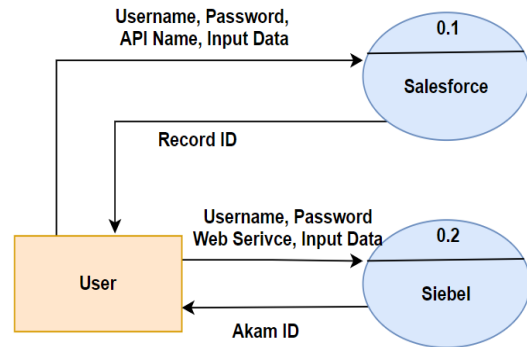 Username, Password,
API Name, Input Data
0.1
Salesforce
Record ID
Username, Password
Web Serivce, Input Data
0.2
User
Siebel
Akam ID